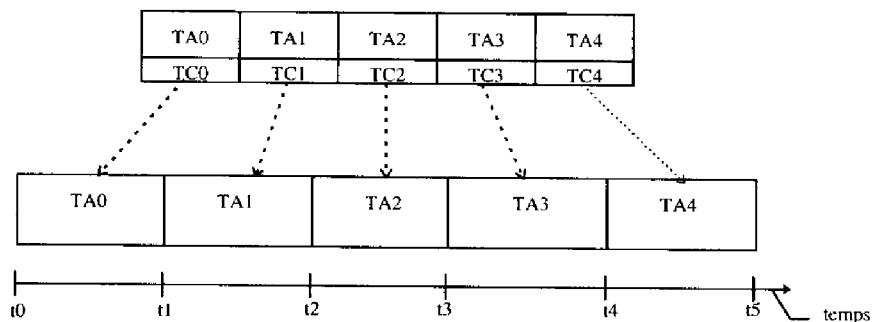 TA0 TA1 TA2 TA3 TA4
TC0 TC1 TC2 TC3 TC4
TA0 TA1 TA2 TA3 TA4
t0 t1 t2 t3 t4 t5 temps